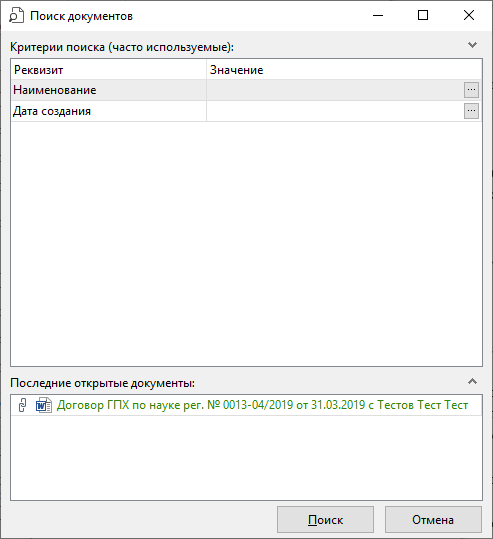 Поиск документов
Критерии поиска (часто используемые):
Реквизит Значение
Наименование ...
Дата создания ...
Последние открытые документы:
Договор ГПХ по науке рег. № 0013-04/2019 от 31.03.2019 с Тестов Тест Тест
Поиск Отмена